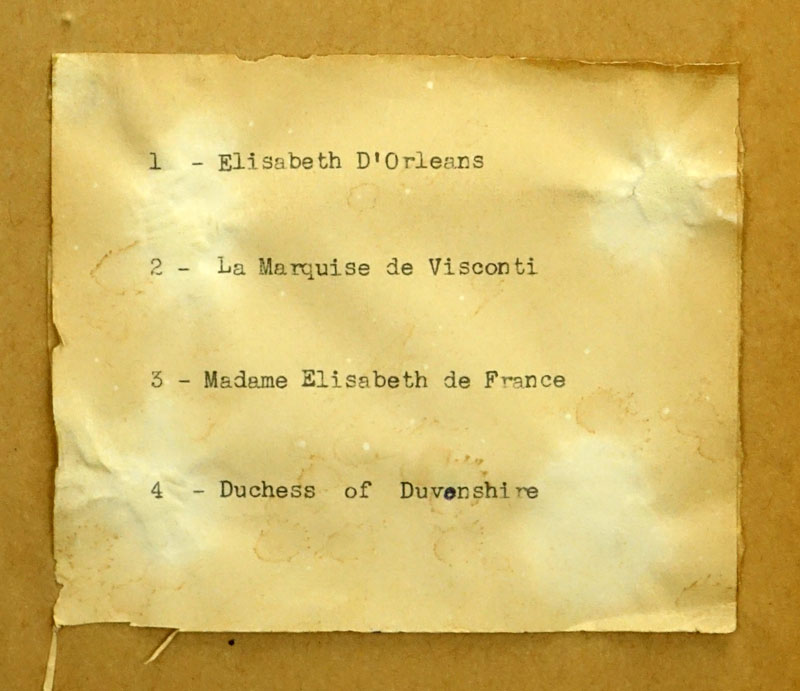 1 - Elisabeth D'Orleans
2 - La Marquise de Visconti
3 - Madame Elisabeth de France
4 - Duchess of Duvenshire